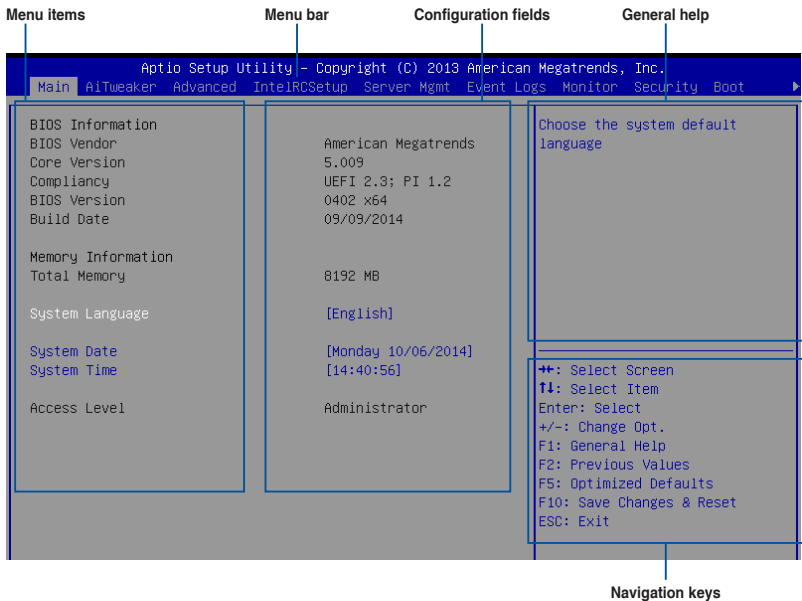 Menu items Menu bar Configuration fields General help
Aptio Setup Utility – Copyright (C) 2013 American Megatrends, Inc.
Main AiTweaker Advanced IntelRCSetup Server Mgmt Event Logs Monitor Security Boot
BIOS Information
BIOS Vendor American Megatrends
Core Version 5.009
Compliancy UEFI 2.3; PI 1.2
BIOS Version 0402 x64
Build Date 09/09/2014
Memory Information
Total Memory 8192 MB
System Language [English]
System Date [Monday 10/06/2014]
System Time [14:40:56]
Access Level Administrator
Choose the system default
language
→←: Select Screen
↑↓: Select Item
Enter: Select
+/-: Change Opt.
F1: General Help
F2: Previous Values
F5: Optimized Defaults
F10: Save Changes & Reset
ESC: Exit
Navigation keys